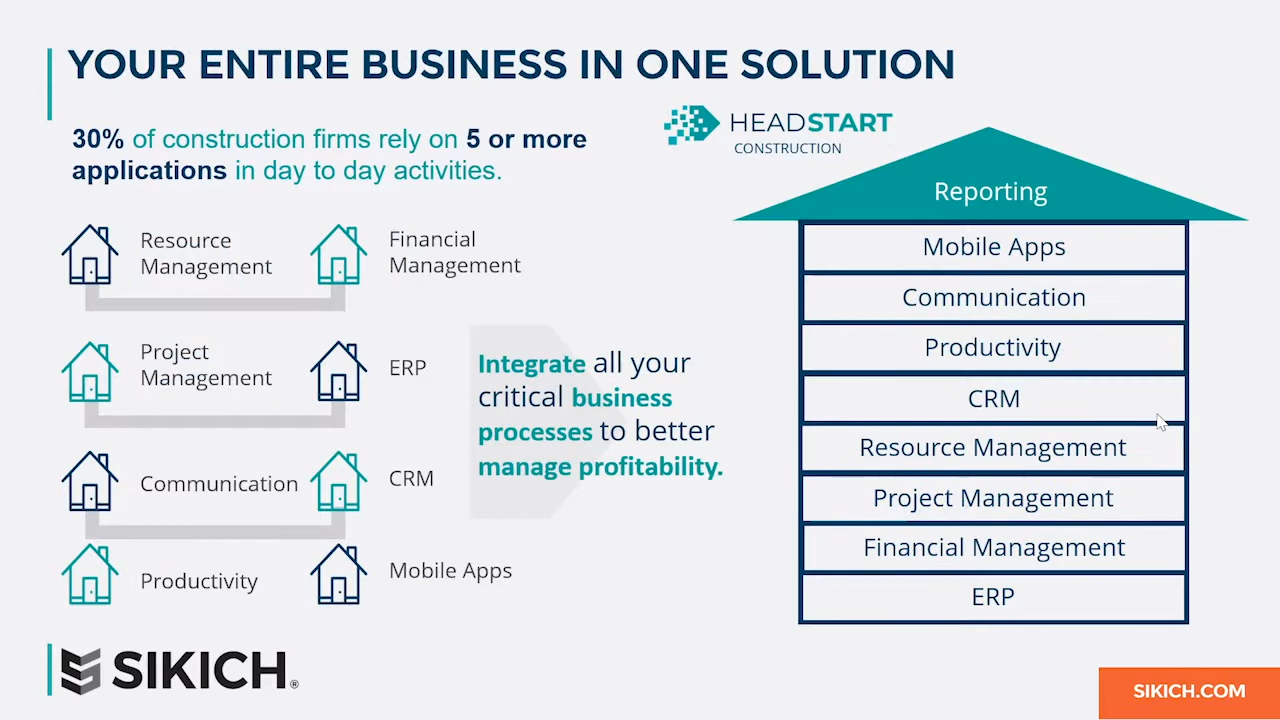 YOUR ENTIRE BUSINESS IN ONE SOLUTION
30% of construction firms rely on 5 or more
applications in day to day activities.
HEADSTART
CONSTRUCTION
Resource
Management
Financial
Management
Project
Management
ERP
Communication
CRM
Productivity
Mobile Apps
Integrate all your
critical business
processes to better
manage profitability.
Reporting
Mobile Apps
Communication
Productivity
CRM
Resource Management
Project Management
Financial Management
ERP
SIKICH®
SIKICH.COM